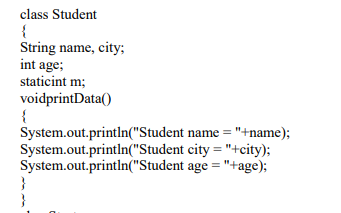 class Student
{
String name, city;
int age;
staticint m;
voidprintData()
{
System.out.println("Student name = "+name);
System.out.println("Student city = "+city);
System.out.println("Student age = "+age);
}
}